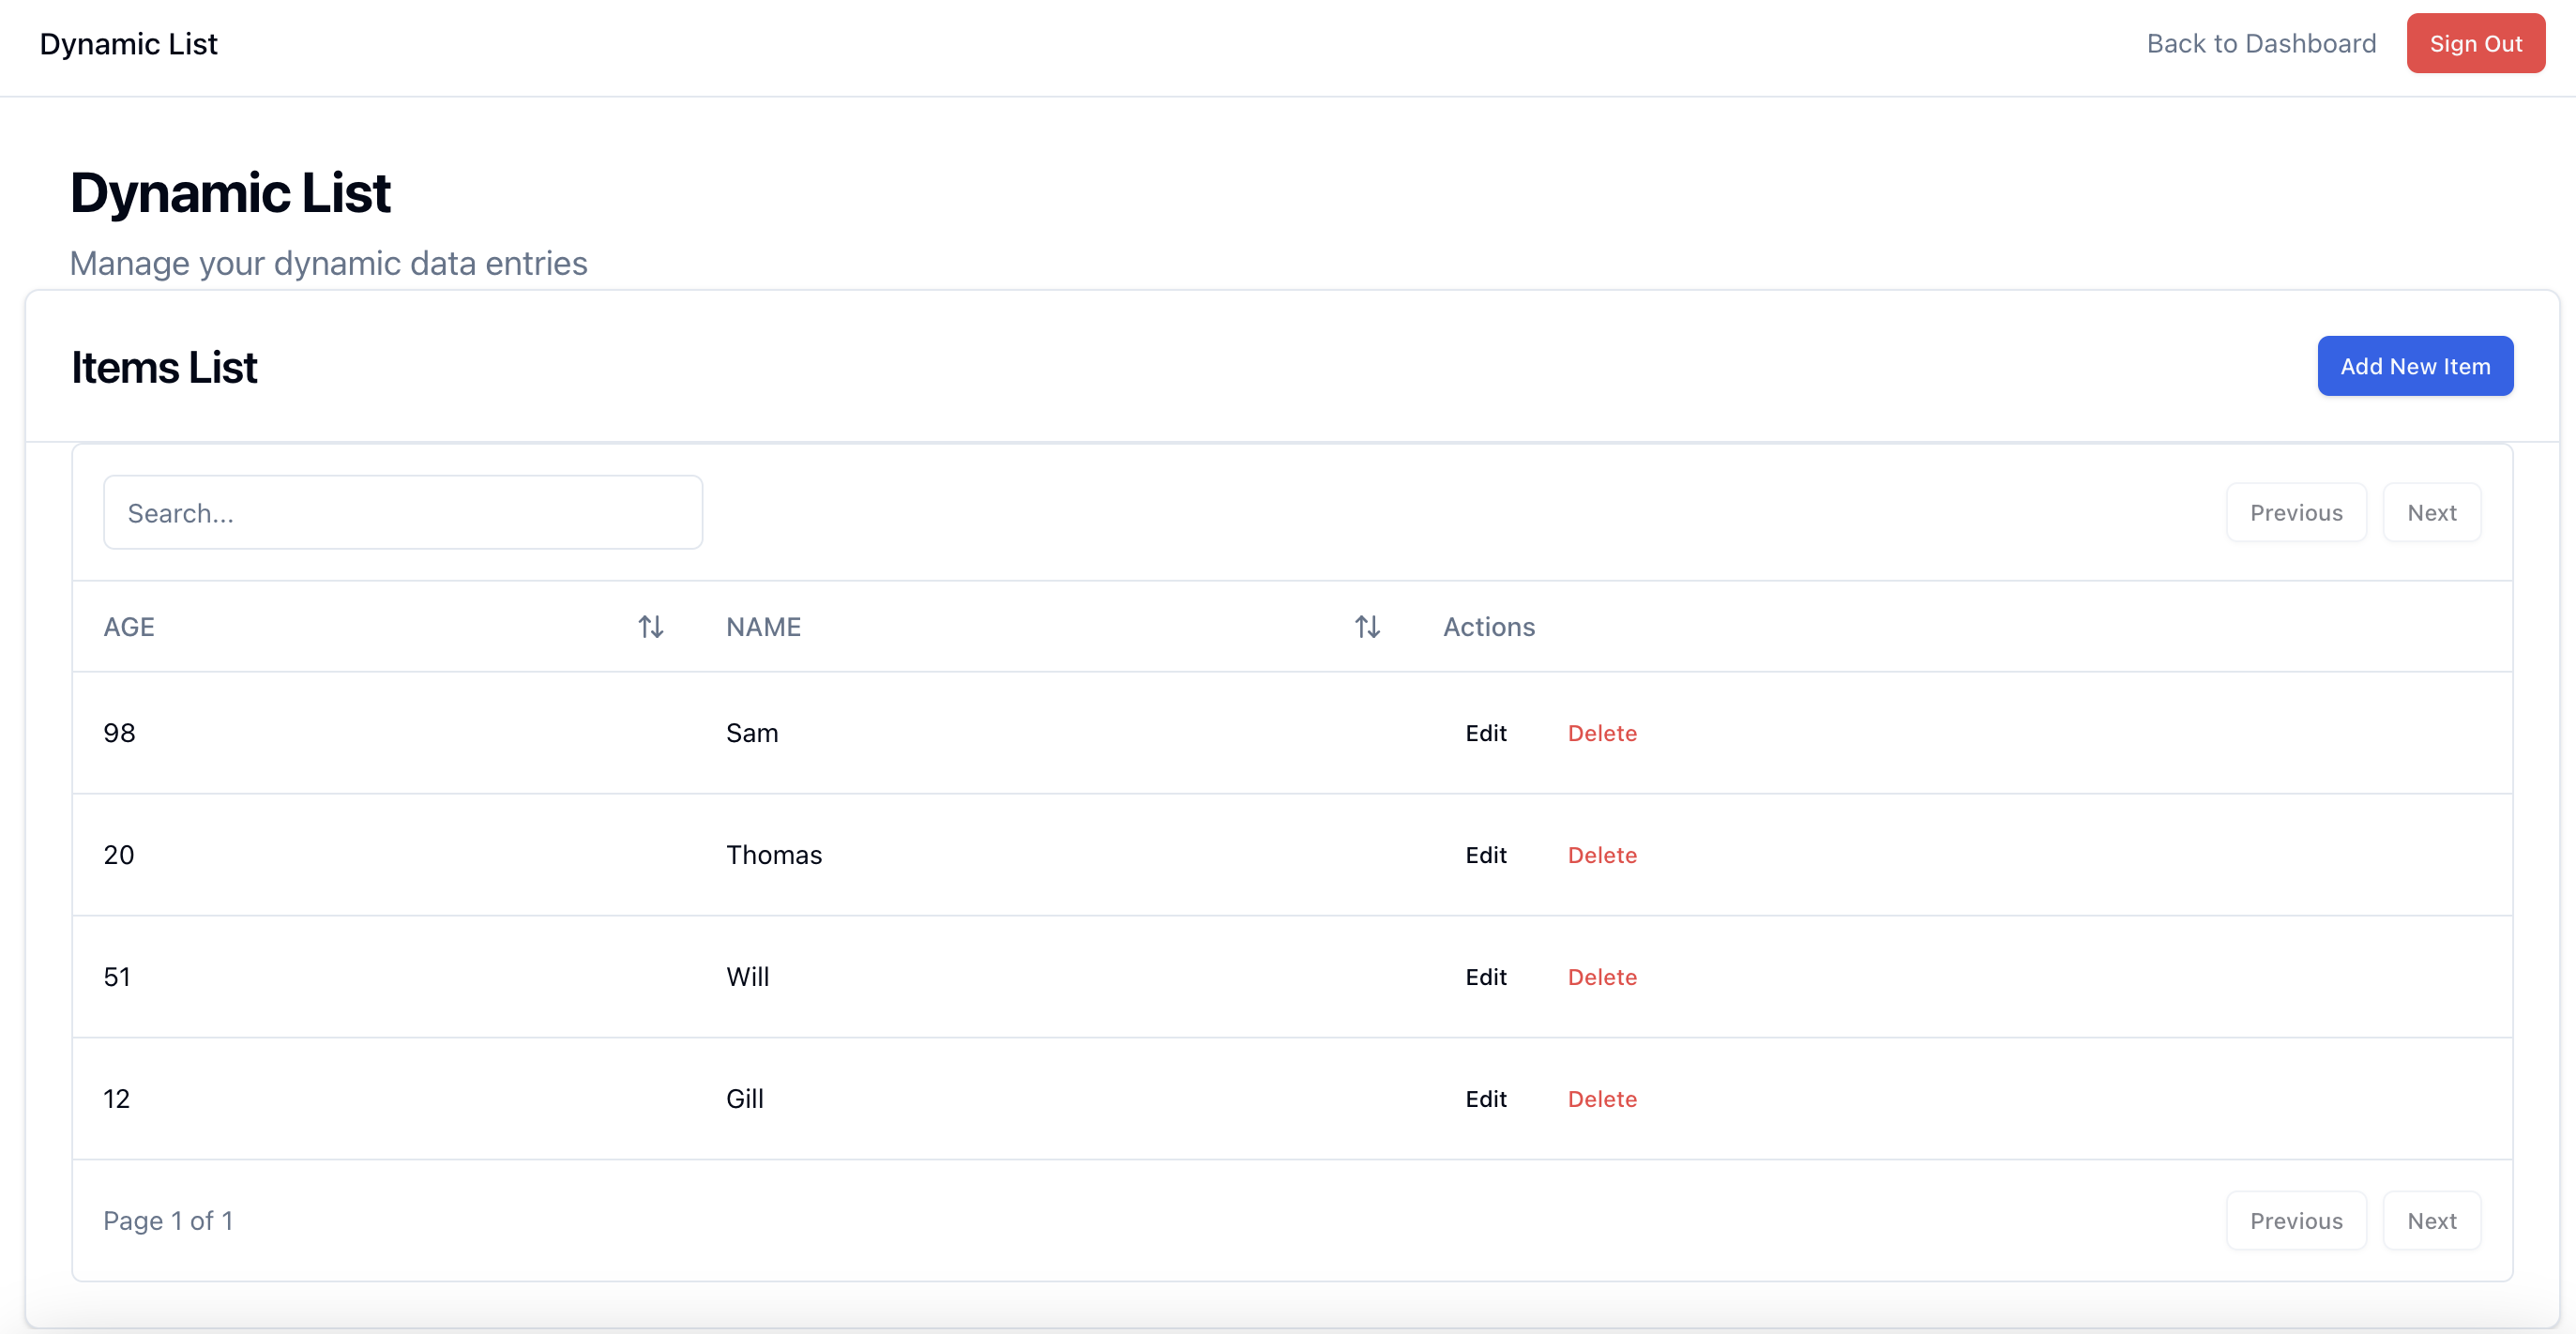 Dynamic List Back to Dashboard Sign Out
Dynamic List
Manage your dynamic data entries
Items List Add New Item
Search... Previous Next
AGE NAME Actions
98 Sam Edit Delete
20 Thomas Edit Delete
51 Will Edit Delete
12 Gill Edit Delete
Page 1 of 1 Previous Next